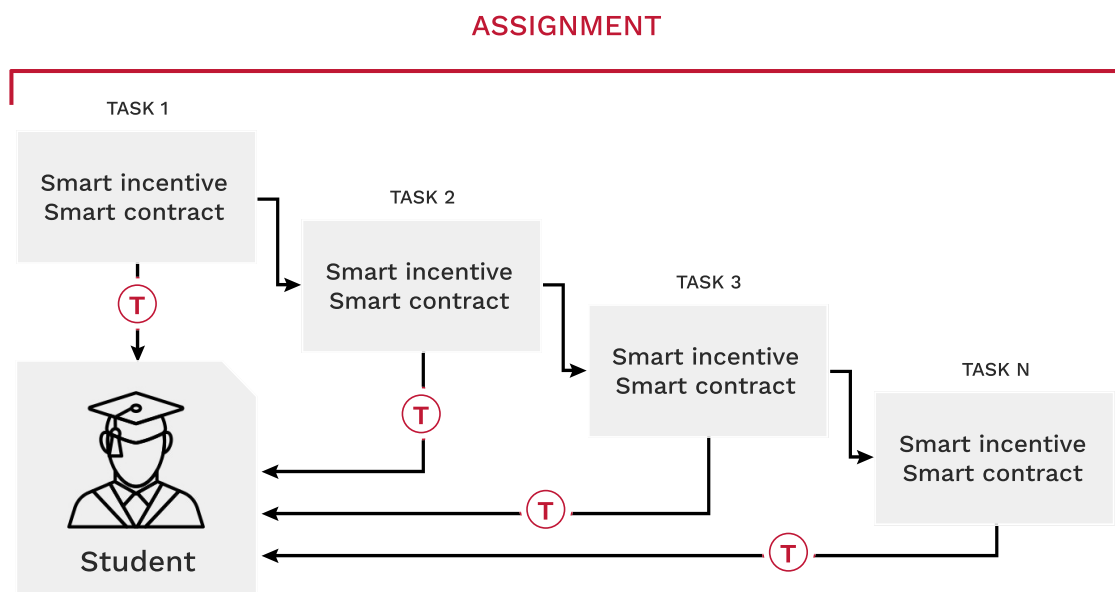 ASSIGNMENT
TASK 1
Smart incentive
Smart contract
TASK 2
Smart incentive
Smart contract
TASK 3
Smart incentive
Smart contract
TASK N
Smart incentive
Smart contract
T
T
T
T
Student